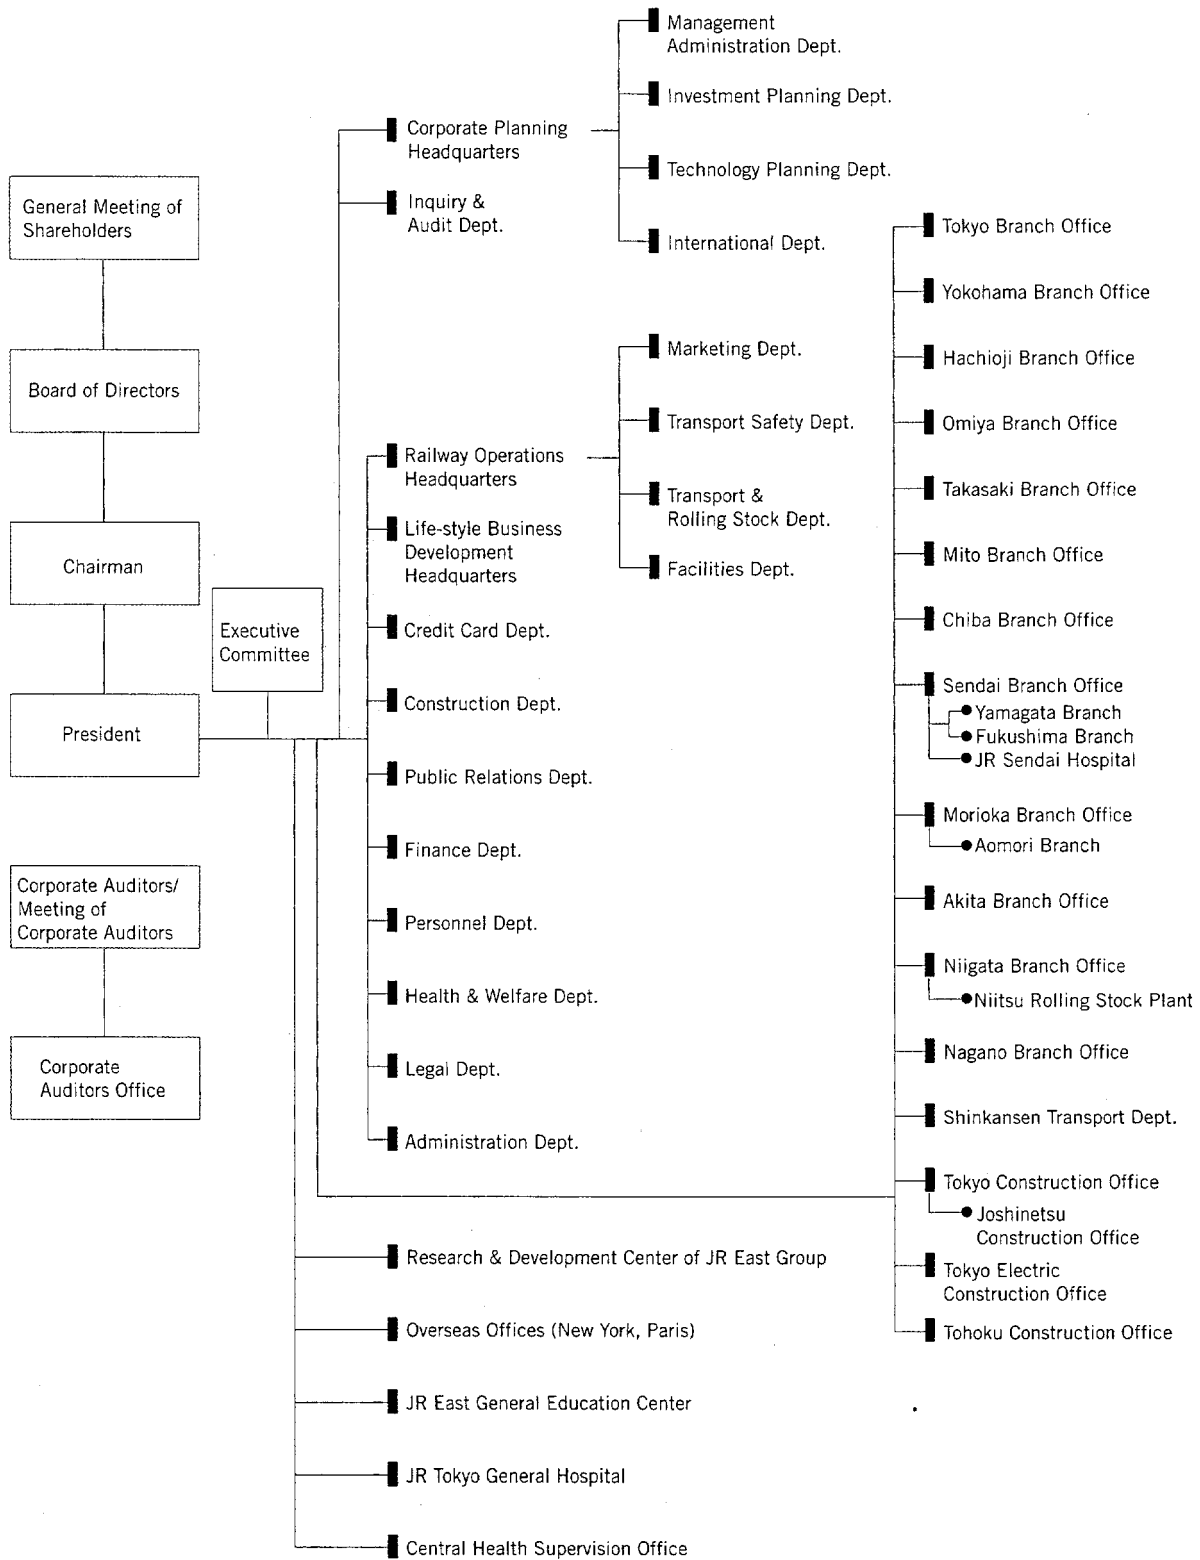 General Meeting of
Shareholders
Board of Directors
Chairman
President
Executive
Committee
Corporate Auditors/
Meeting of
Corporate Auditors
Corporate
Auditors Office
Corporate Planning
Headquarters
Inquiry &
Audit Dept.
Management
Administration Dept.
Investment Planning Dept.
Technology Planning Dept.
International Dept.
Railway Operations
Headquarters
Life-style Business
Development
Headquarters
Credit Card Dept.
Construction Dept.
Public Relations Dept.
Finance Dept.
Personnel Dept.
Health & Welfare Dept.
Legal Dept.
Administration Dept.
Marketing Dept.
Transport Safety Dept.
Transport &
Rolling Stock Dept.
Facilities Dept.
Research & Development Center of JR East Group
Overseas Offices (New York, Paris)
JR East General Education Center
JR Tokyo General Hospital
Central Health Supervision Office
Tokyo Branch Office
Yokohama Branch Office
Hachioji Branch Office
Omiya Branch Office
Takasaki Branch Office
Mito Branch Office
Chiba Branch Office
Sendai Branch Office
Yamagata Branch
Fukushima Branch
JR Sendai Hospital
Morioka Branch Office
Aomori Branch
Akita Branch Office
Niigata Branch Office
Niitsu Rolling Stock Plant
Nagano Branch Office
Shinkansen Transport Dept.
Tokyo Construction Office
Joshinetsu
Construction Office
Tokyo Electric
Construction Office
Tohoku Construction Office